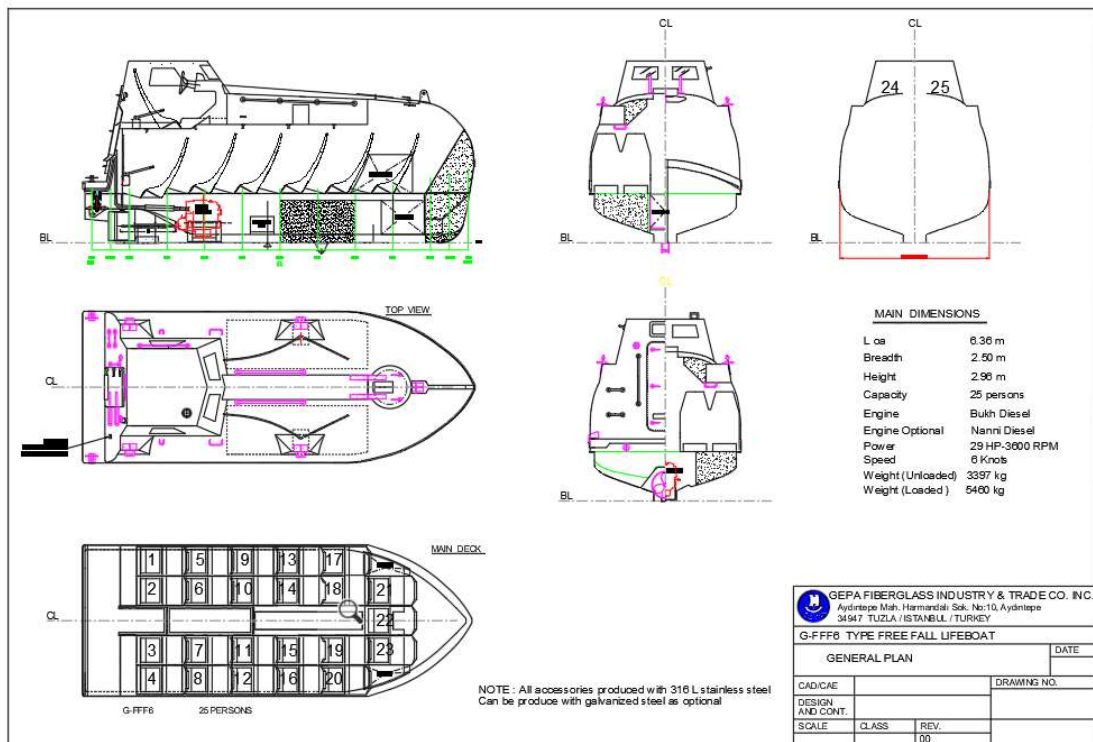 CL
CL
24 25
BL
BL
BL
TOP VIEW
CL
CL
MAIN DIMENSIONS
L oa 6.36 m
Breadth 2.50 m
Height 2.96 m
Capacity 25 persons
Engine Bukh Diesel
Engine Optional Nanni Diesel
Power 29 HP-3600 RPM
Speed 6 Knots
Weight (Unloaded) 3397 kg
Weight (Loaded) 5460 kg
BL
MAIN DECK
1 5 9 13 17
2 6 10 14 18 21
CL
22
3 7 11 15 19 23
4 8 12 16 20
G-FFF6 25 PERSONS
NOTE : All accessories produced with 316 L stainless steel
Can be produce with galvanized steel as optional
GEPA FIBERGLASS INDUSTRY & TRADE CO. INC.
Aydıntepe Mah. Harmandalı Sok. No:10, Aydıntepe
34947 TUZLA / ISTANBUL / TURKEY
G-FFF6 TYPE FREE FALL LIFEBOAT
GENERAL PLAN
DATE
CAD/CAE
DRAWING NO.
DESIGN
AND CONT.
SCALE CLASS REV.
00